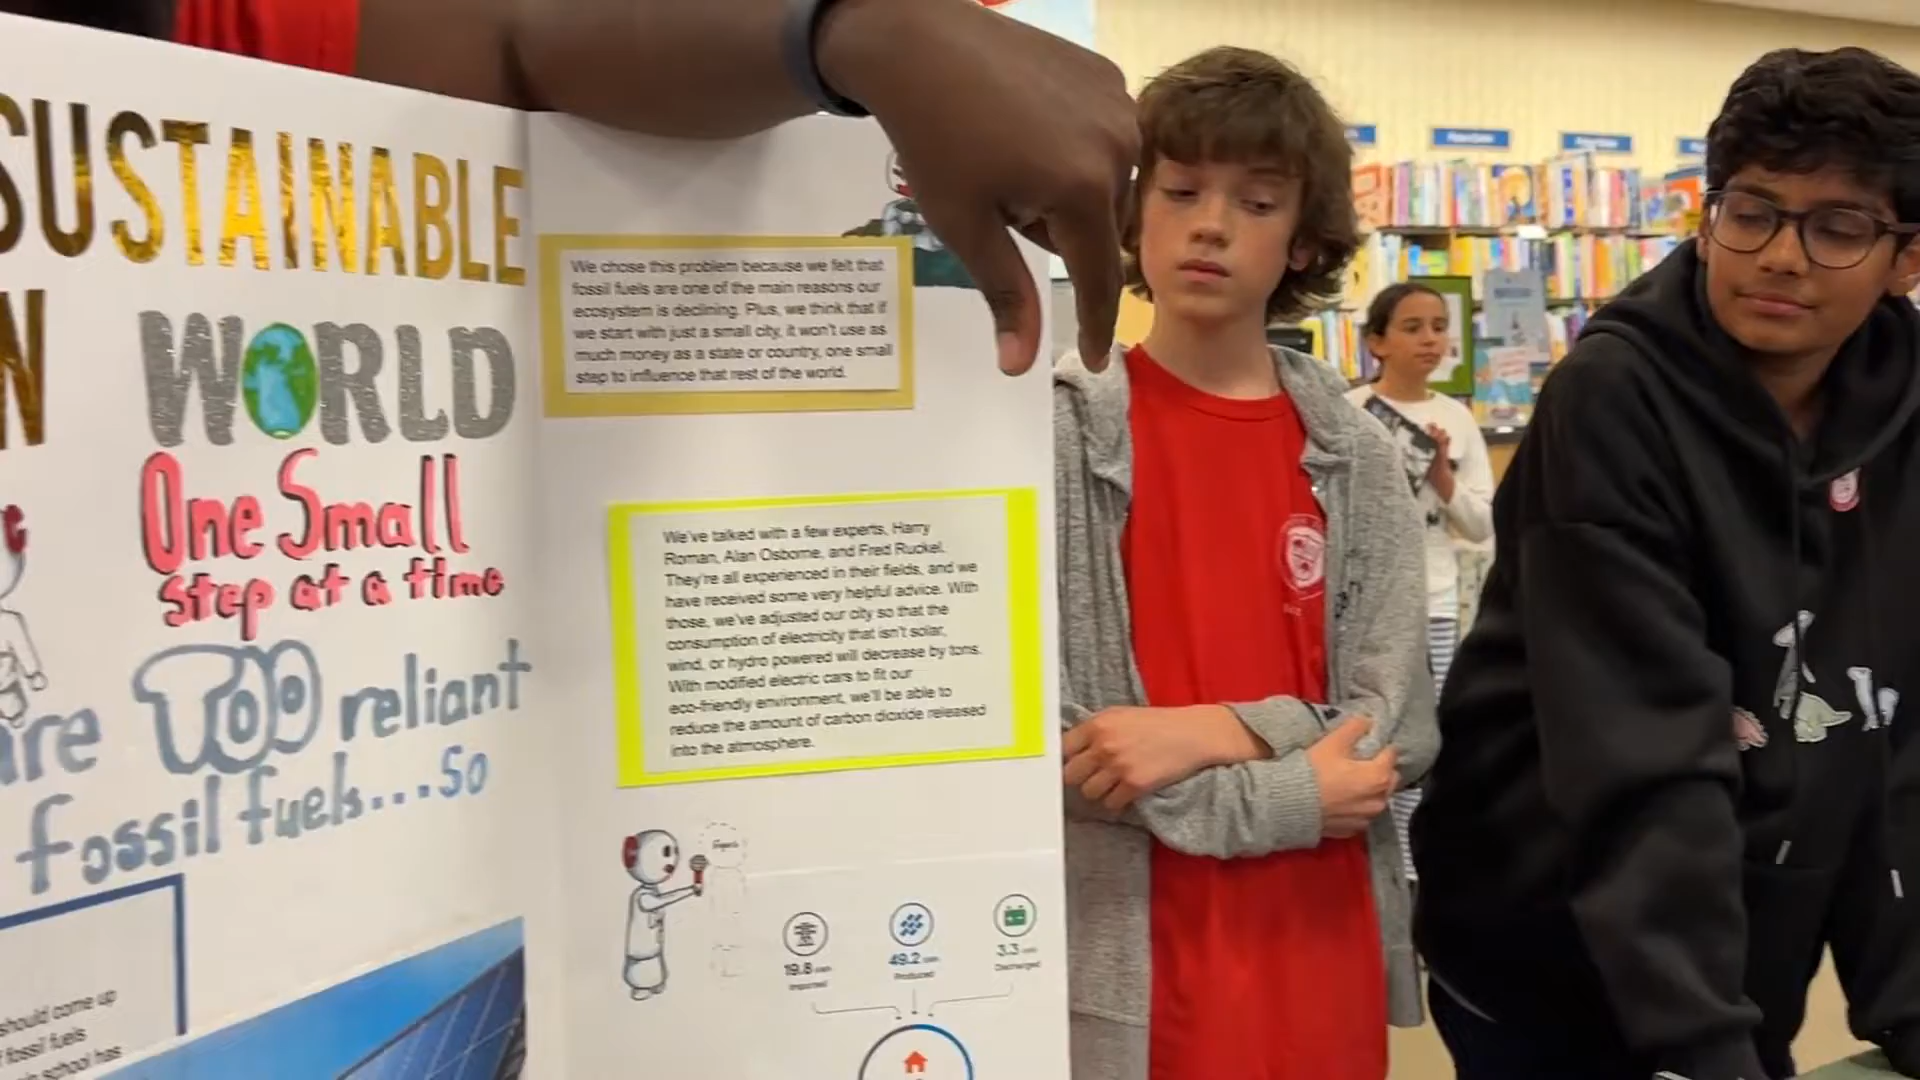 SUSTAINABLE
WORLD
One Small
step at a time
are Too reliant
fossil fuels...So
should come up
fossil fuels
school has
We chose this problem because we felt that
fossil fuels are one of the main reasons our
ecosystem is declining. Plus, we think that if
we start with just a small city, it won't use as
much money as a state or country, one small
step to influence that rest of the world.
We've talked with a few experts, Harry
Roman, Alan Osborne, and Fred Ruckel.
They're all experienced in their fields, and we
have received some very helpful advice. With
those, we've adjusted our city so that the
consumption of electricity that isn't solar,
wind, or hydro powered will decrease by tons.
With modified electric cars to fit our
eco-friendly environment, we'll be able to
reduce the amount of carbon dioxide released
into the atmosphere.
19.8 kWh
Imported
49.2 kWh
Produced
3.3 kWh
Discharged